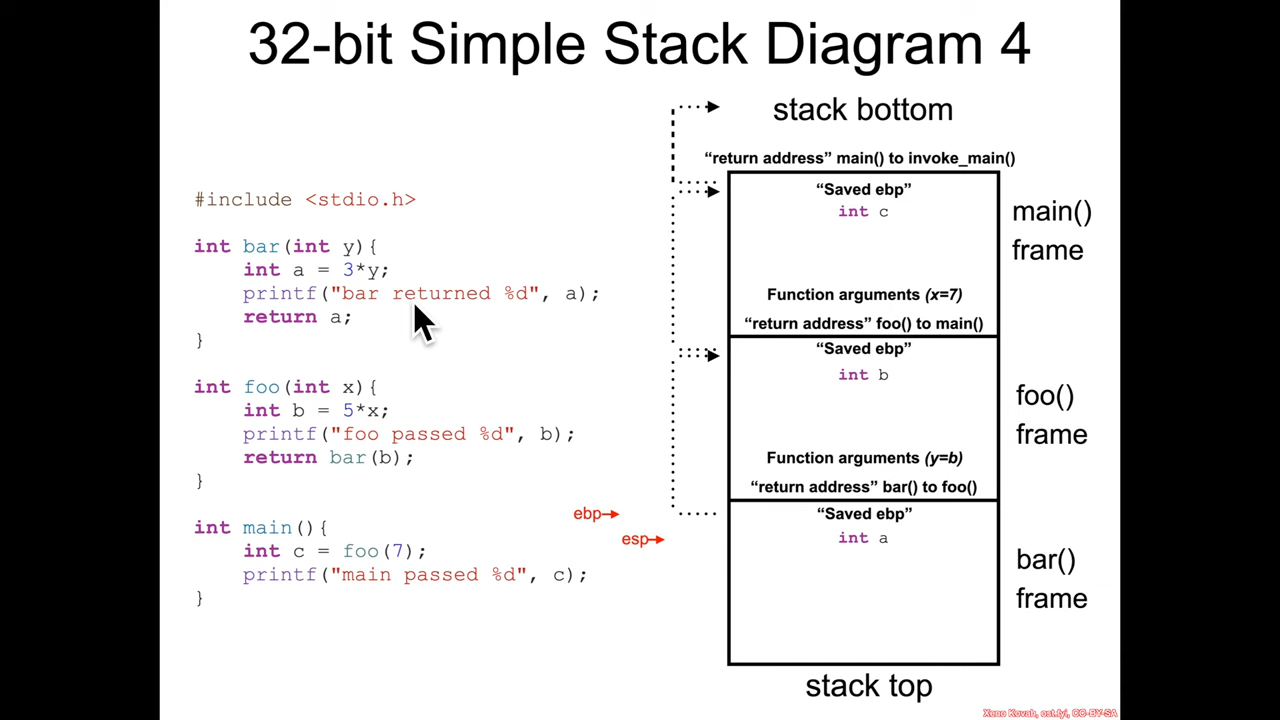 32-bit Simple Stack Diagram 4
#include <stdio.h>
int bar(int y){
    int a = 3*y;
    printf("bar returned %d", a);
    return a;
}
int foo(int x){
    int b = 5*x;
    printf("foo passed %d", b);
    return bar(b);
}
int main(){
    int c = foo(7);
    printf("main passed %d", c);
}
ebp
esp
stack bottom
“return address” main() to invoke_main()
“Saved ebp”
int c
Function arguments (x=7)
“return address” foo() to main()
main()
frame
“Saved ebp”
int b
Function arguments (y=b)
“return address” bar() to foo()
foo()
frame
“Saved ebp”
int a
bar()
frame
stack top
Xeno Kovah, ost.fyi, CC-BY-SA